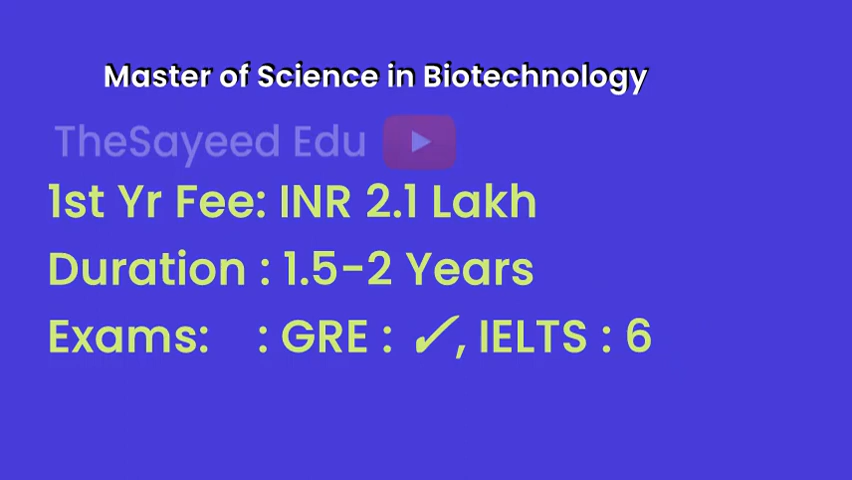 Master of Science in Biotechnology
TheSayeed Edu
1st Yr Fee: INR 2.1 Lakh
Duration : 1.5-2 Years
Exams: : GRE : ✓, IELTS : 6